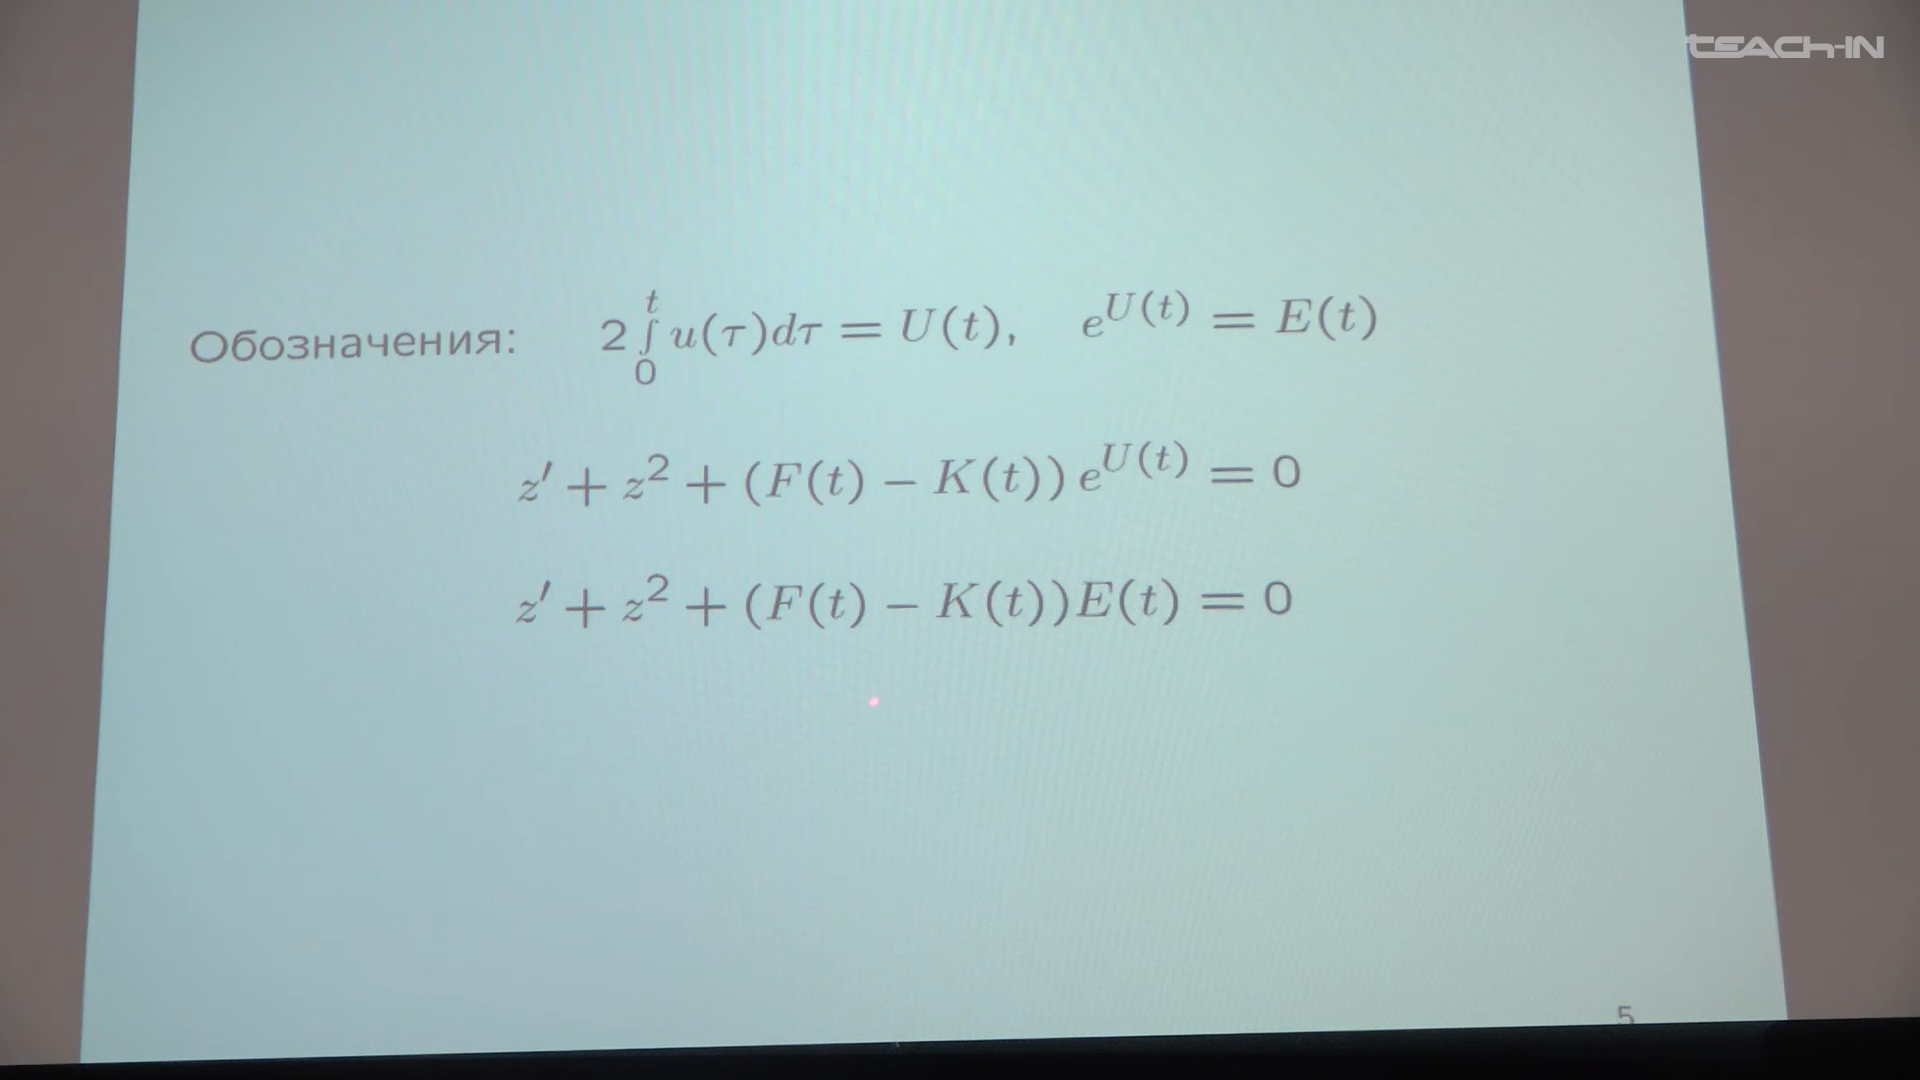 teach-in
Обозначения: 2 ∫₀ᵗ u(τ)dτ = U(t), e^{U(t)} = E(t)
z′ + z² + (F(t) − K(t)) e^{U(t)} = 0
z′ + z² + (F(t) − K(t))E(t) = 0
5